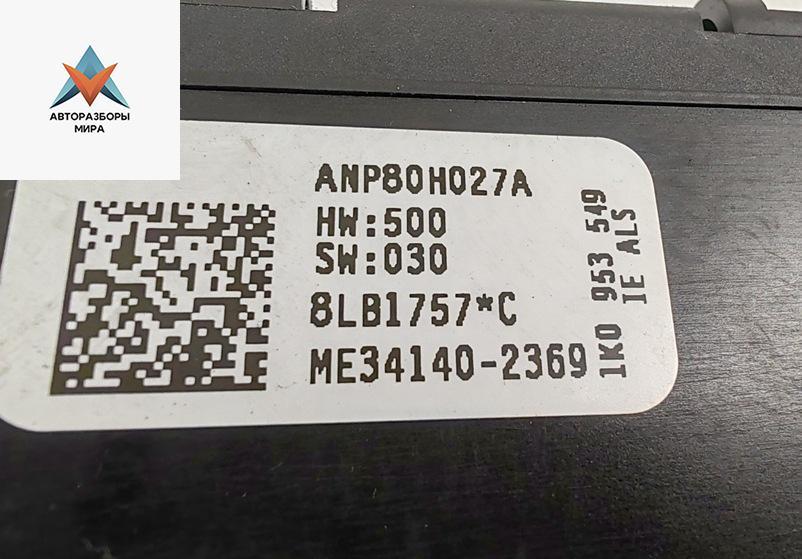 АВТОРАЗБОРЫ
МИРА
ANP80H027A
HW:500
SW:030
8LB1757*C
ME34140-2369
1K0 953 549
IE ALS